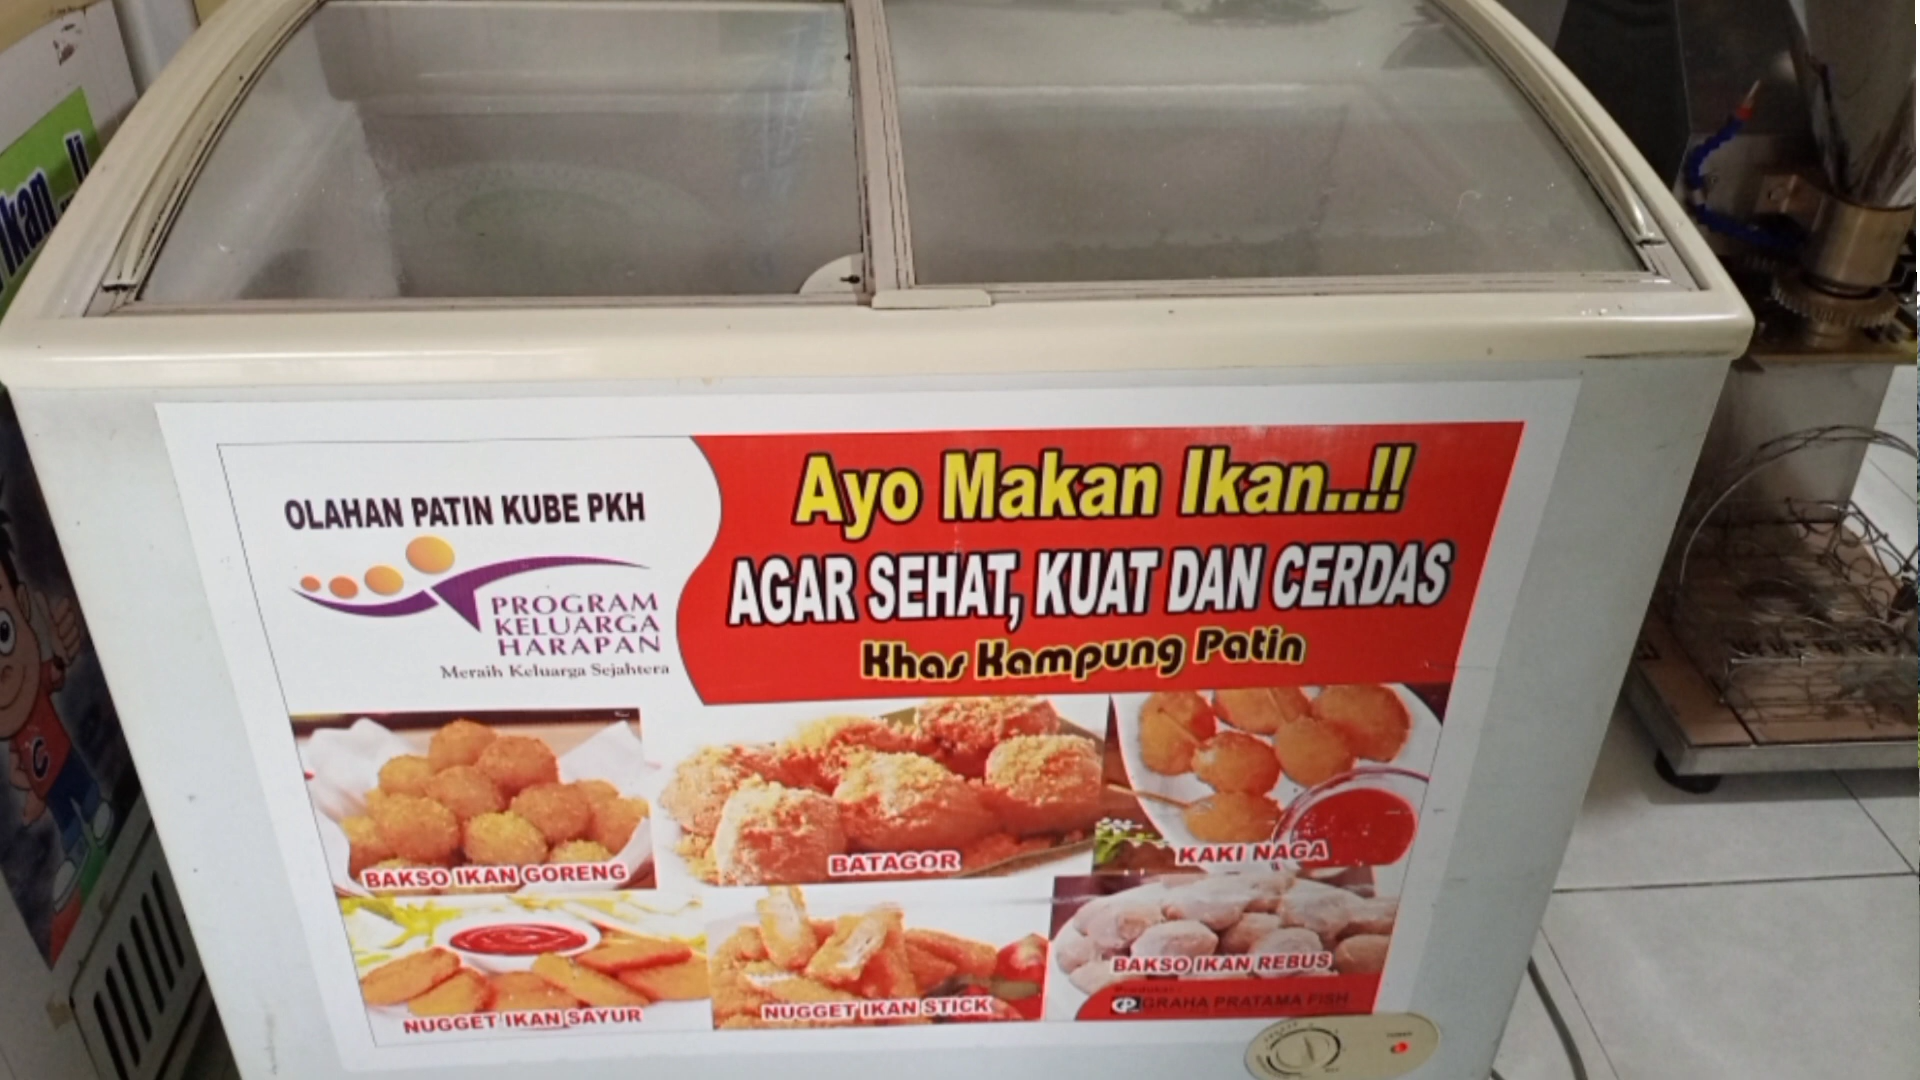 Ikan..!!
OLAHAN PATIN KUBE PKH
PROGRAM
KELUARGA
HARAPAN
Meraih Keluarga Sejahtera
Ayo Makan Ikan..!!
AGAR SEHAT, KUAT DAN CERDAS
Khas Kampung Patin
BAKSO IKAN GORENG
BATAGOR
KAKI NAGA
NUGGET IKAN SAYUR
NUGGET IKAN STICK
BAKSO IKAN REBUS
Produksi :
GRAHA PRATAMA FISH